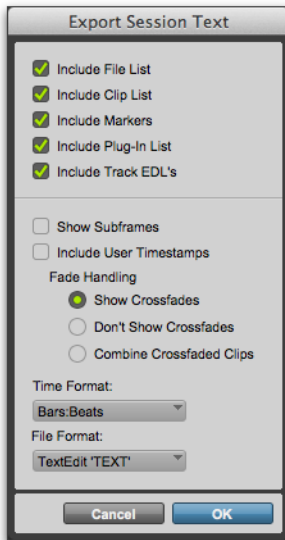 Export Session Text
Include File List
Include Clip List
Include Markers
Include Plug-In List
Include Track EDL's
Show Subframes
Include User Timestamps
Fade Handling
Show Crossfades
Don't Show Crossfades
Combine Crossfaded Clips
Time Format:
Bars:Beats
File Format:
TextEdit 'TEXT'
Cancel
OK